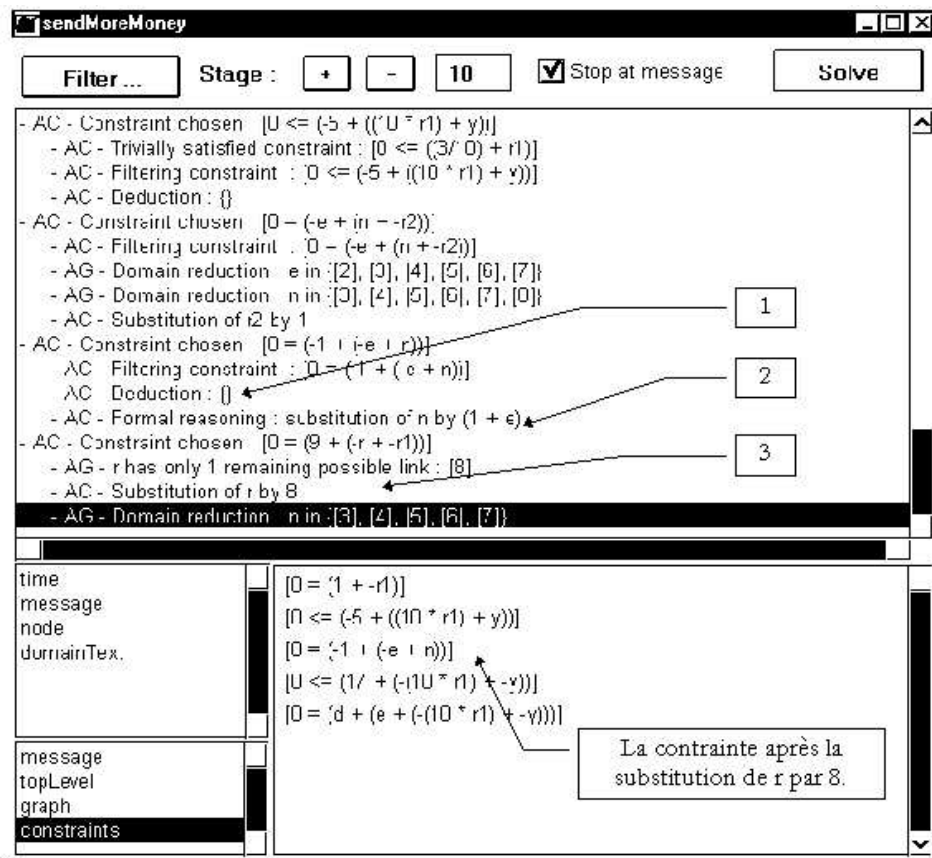 sendMoreMoney
Filter ...
Stage :
+
-
10
Stop at message
Solve
- AC - Constraint chosen [0 <= (-5 + ((10 * r1) + y))]
- AC - Trivially satisfied constraint : [0 <= ((3/10) + r1)]
- AC - Filtering constraint : [0 <= (-5 + ((10 * r1) + y))]
- AC - Deduction : {}
- AC - Constraint chosen [0 = (-e + (n + -r2))]
- AC - Filtering constraint : [0 = (-e + (n + -r2))]
- AG - Domain reduction e in {[2], [3], [4], [5], [6], [7]}
- AG - Domain reduction n in {[3], [4], [5], [6], [7], [8]}
- AC - Substitution of r2 by 1
- AC - Constraint chosen [0 = (-1 + (-e + n))]
AC Filtering constraint : [0 = (-1 + (-e + n))]
AC Deduction : {}
- AC - Formal reasoning : substitution of n by (1 + e)
- AC - Constraint chosen [0 = (9 + (-r + -r1))]
- AG - r has only 1 remaining possible link : [8]
- AC - Substitution of r by 8
- AG - Domain reduction n in {[3], [4], [5], [6], [7]}
1
2
3
time
message
node
domainTex.
message
topLevel
graph
constraints
[0 = (1 + -r1)]
[0 <= (-5 + ((10 * r1) + y))]
[0 = (-1 + (-e + n))]
[0 <= (17 + (-(10 * r1) + -y))]
[0 = (d + (e + (-(10 * r1) + -y)))]
La contrainte après la
substitution de r par 8.